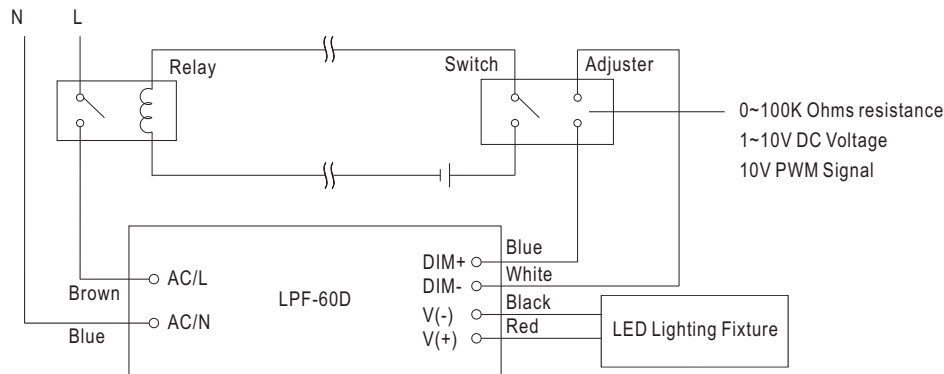 N L
Relay
Switch
Adjuster
0~100K Ohms resistance
1~10V DC Voltage
10V PWM Signal
Brown
Blue
AC/L
AC/N
LPF-60D
DIM+
DIM-
V(-)
V(+)
Blue
White
Black
Red
LED Lighting Fixture